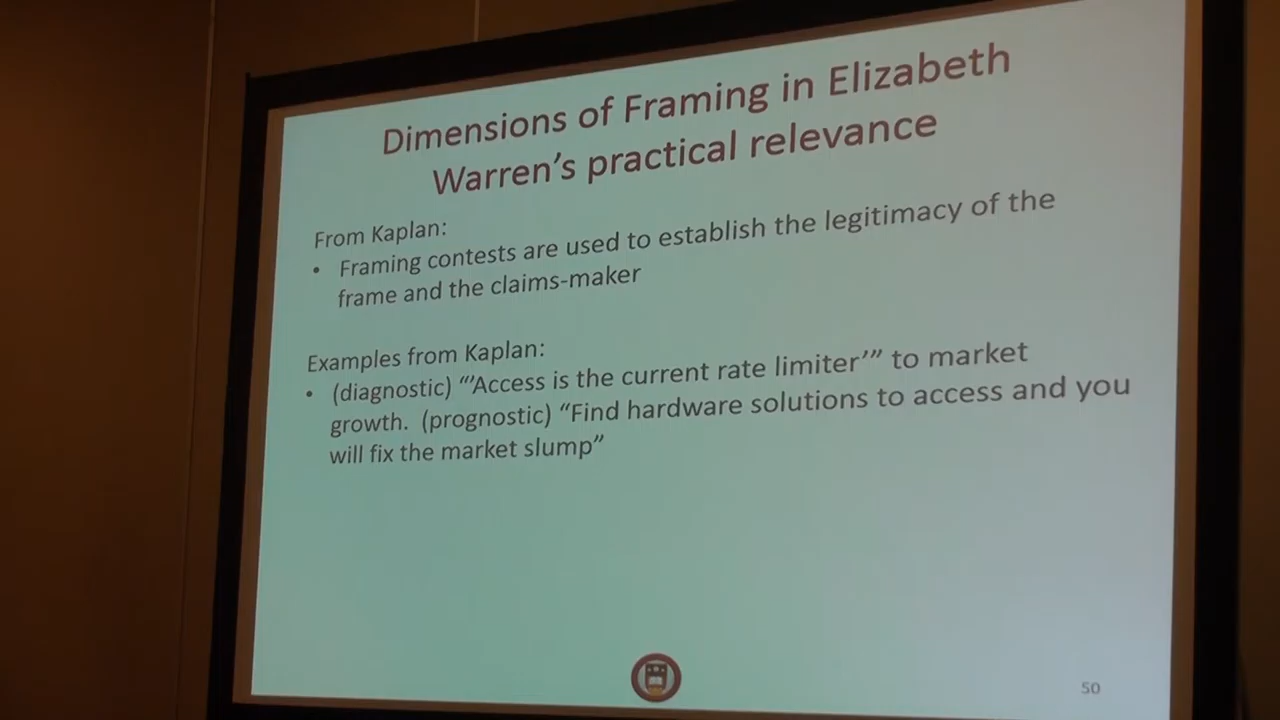 Dimensions of Framing in Elizabeth
Warren's practical relevance
From Kaplan:
• Framing contests are used to establish the legitimacy of the
frame and the claims-maker
Examples from Kaplan:
• (diagnostic) “’Access is the current rate limiter’” to market
growth. (prognostic) “Find hardware solutions to access and you
will fix the market slump”
50